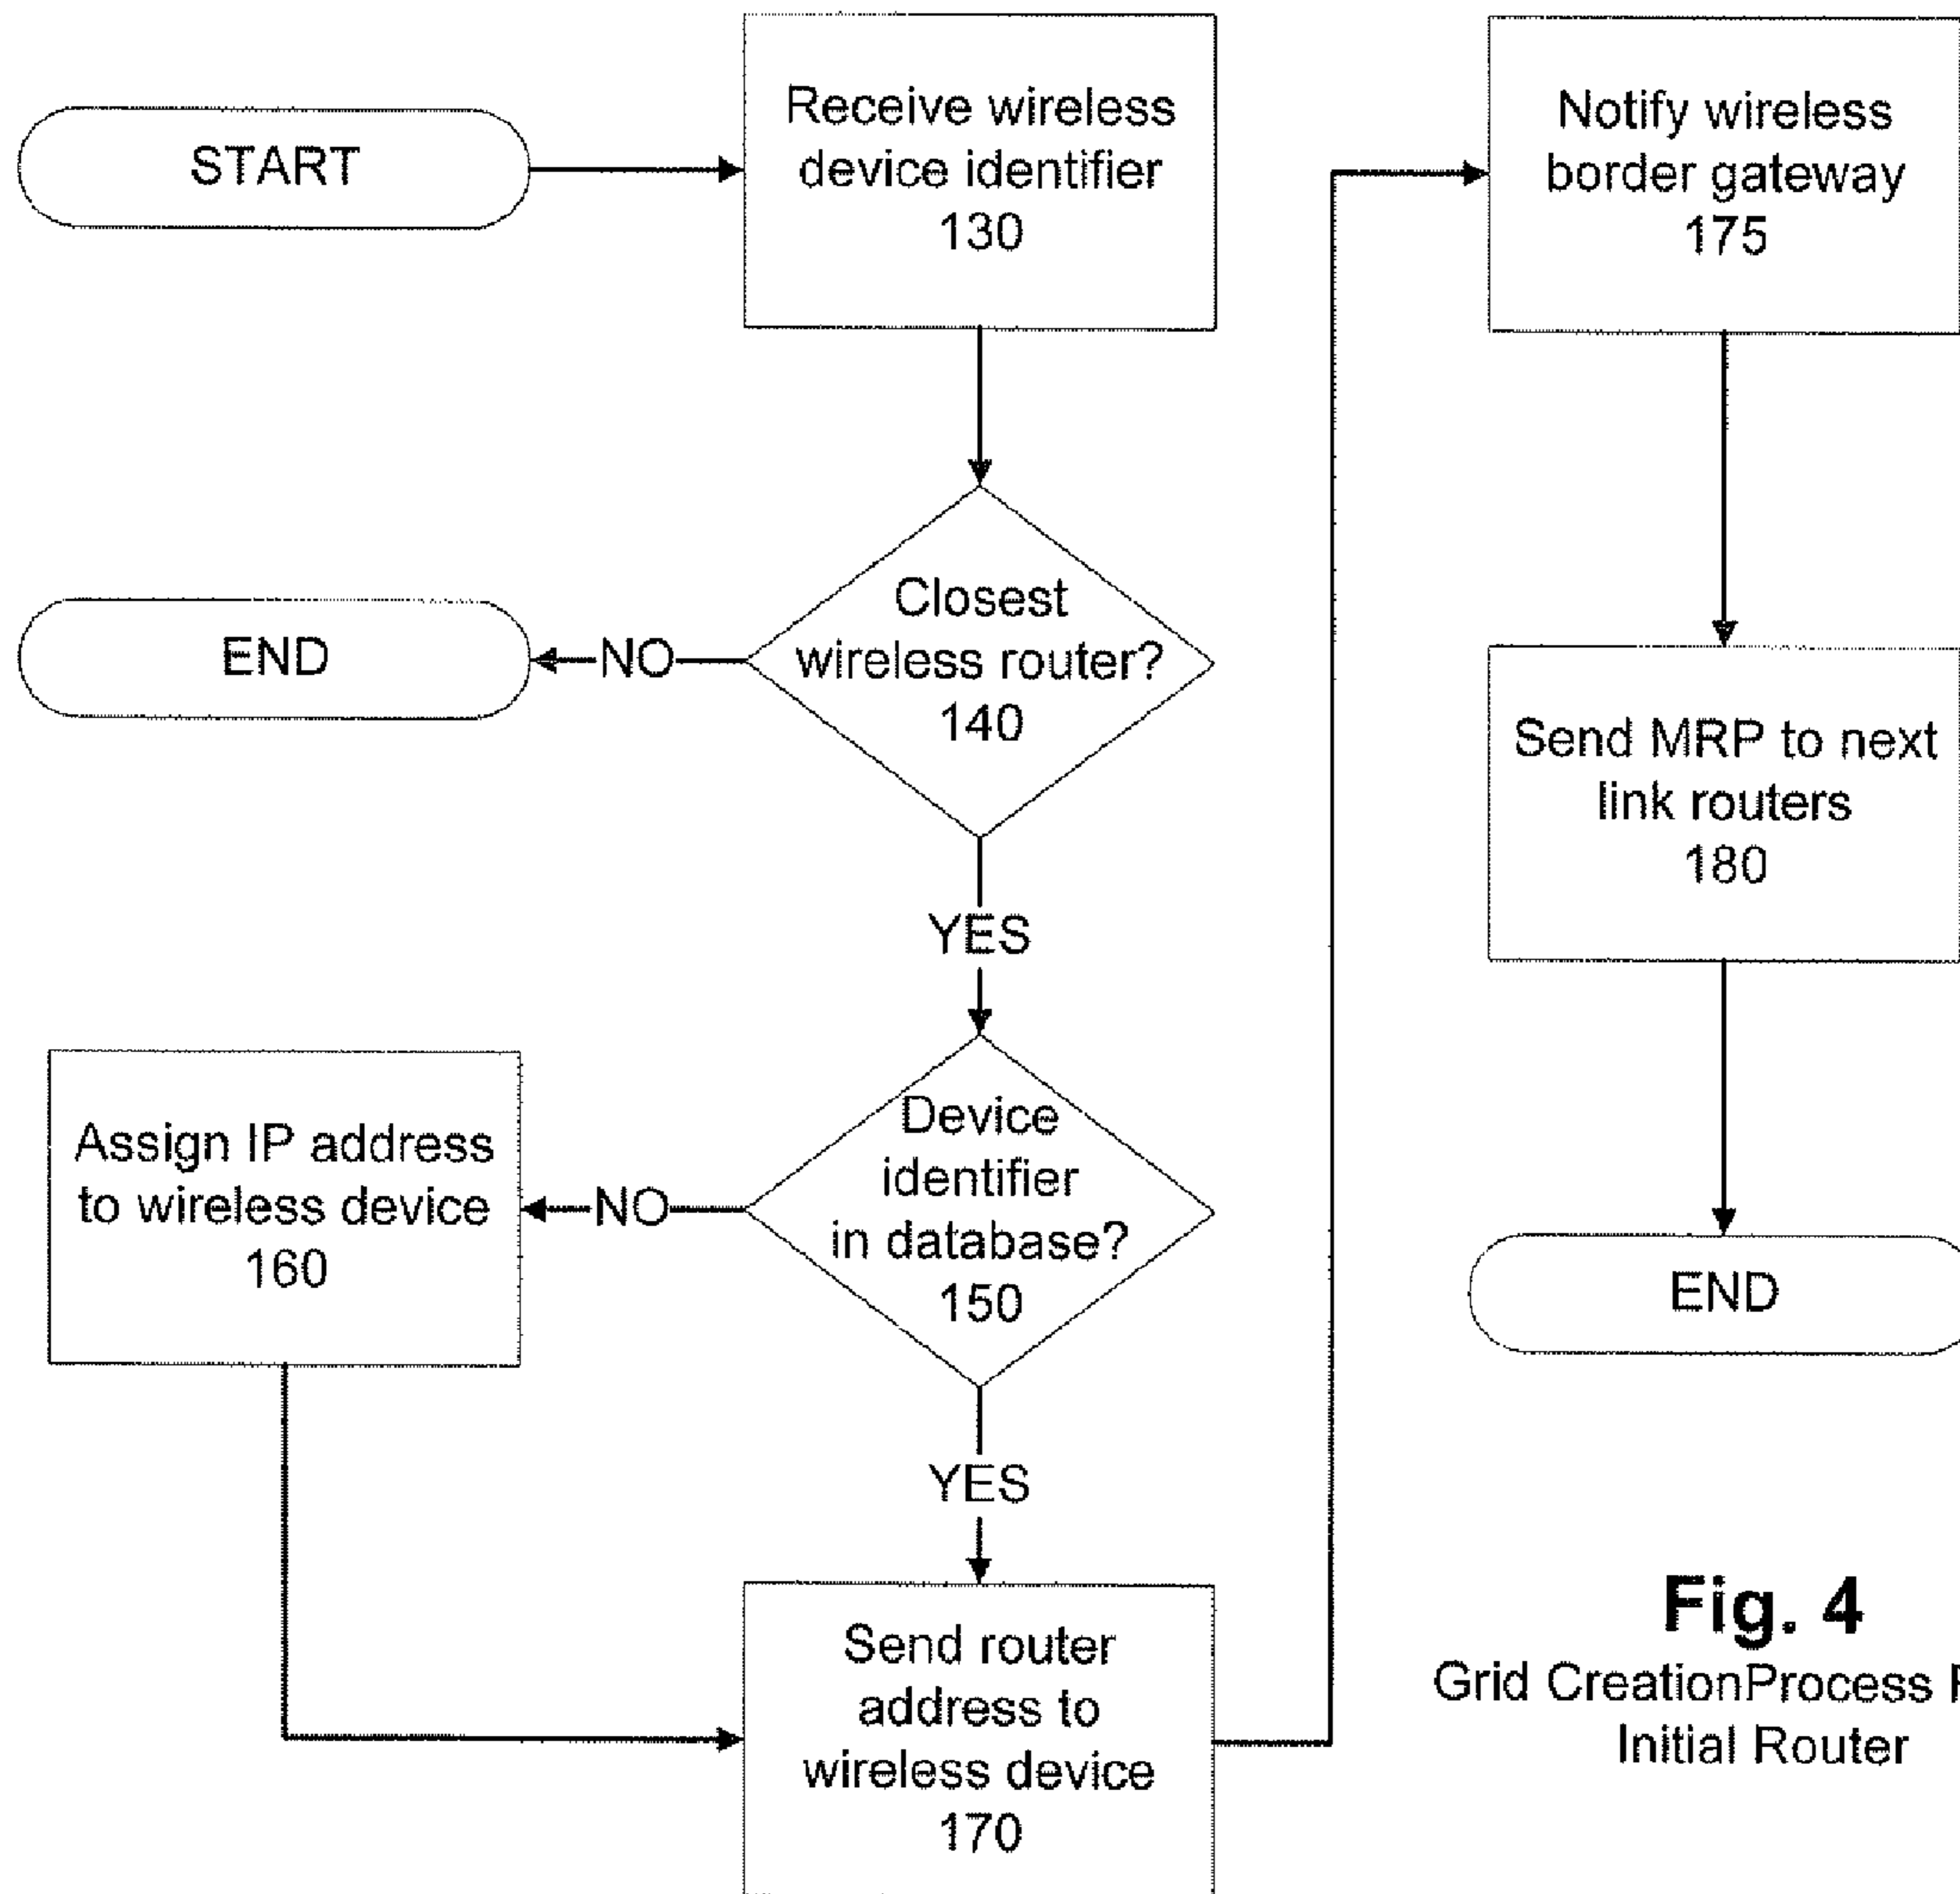 START
Receive wireless
device identifier
130
Closest
wireless router?
140
NO
END
YES
Device
identifier
in database?
150
NO
Assign IP address
to wireless device
160
YES
Send router
address to
wireless device
170
Notify wireless
border gateway
175
Send MRP to next
link routers
180
END
Fig. 4
Grid CreationProcess
Initial Router